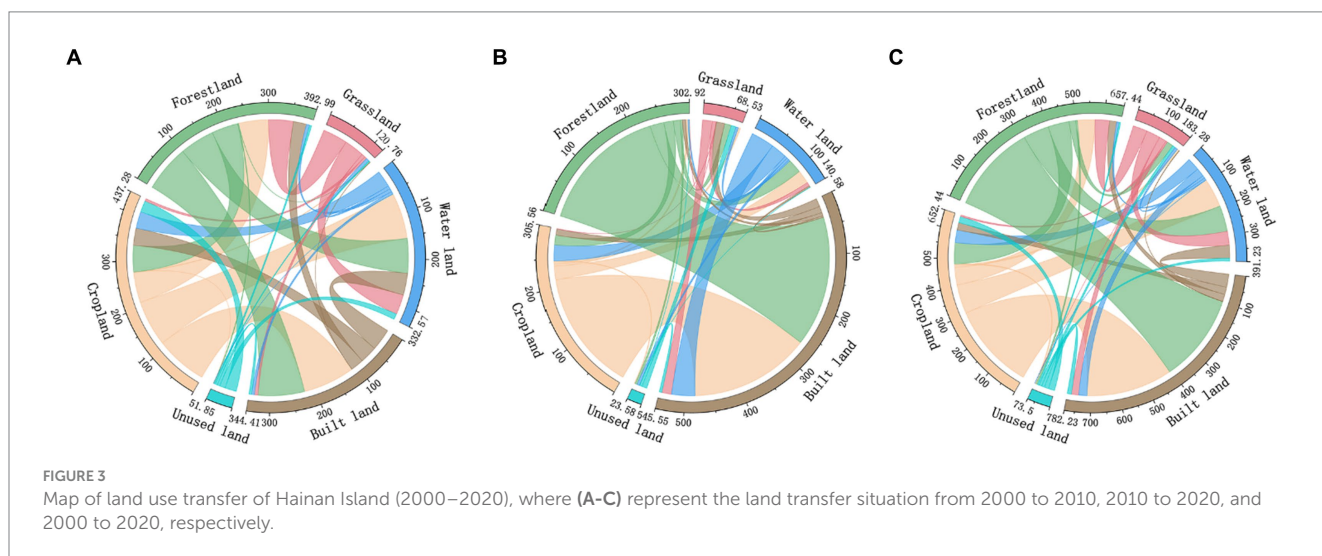 A
Forestland
100
200
300
392.99
Grassland
120.76
Water land
100
200
332.57
Built land
100
200
300
344.41
Unused land
51.85
Cropland
100
200
300
437.28
B
Forestland
100
200
302.92
Grassland
68.53
Water land
100
140.58
Built land
100
200
300
400
500
545.55
Unused land
23.58
Cropland
100
200
305.56
C
Forestland
100
200
300
400
500
657.44
Grassland
100
183.28
Water land
100
200
300
391.23
Built land
100
200
300
400
500
600
700
782.23
Unused land
73.5
Cropland
100
200
300
400
500
652.44
FIGURE 3
Map of land use transfer of Hainan Island (2000–2020), where (A-C) represent the land transfer situation from 2000 to 2010, 2010 to 2020, and
2000 to 2020, respectively.